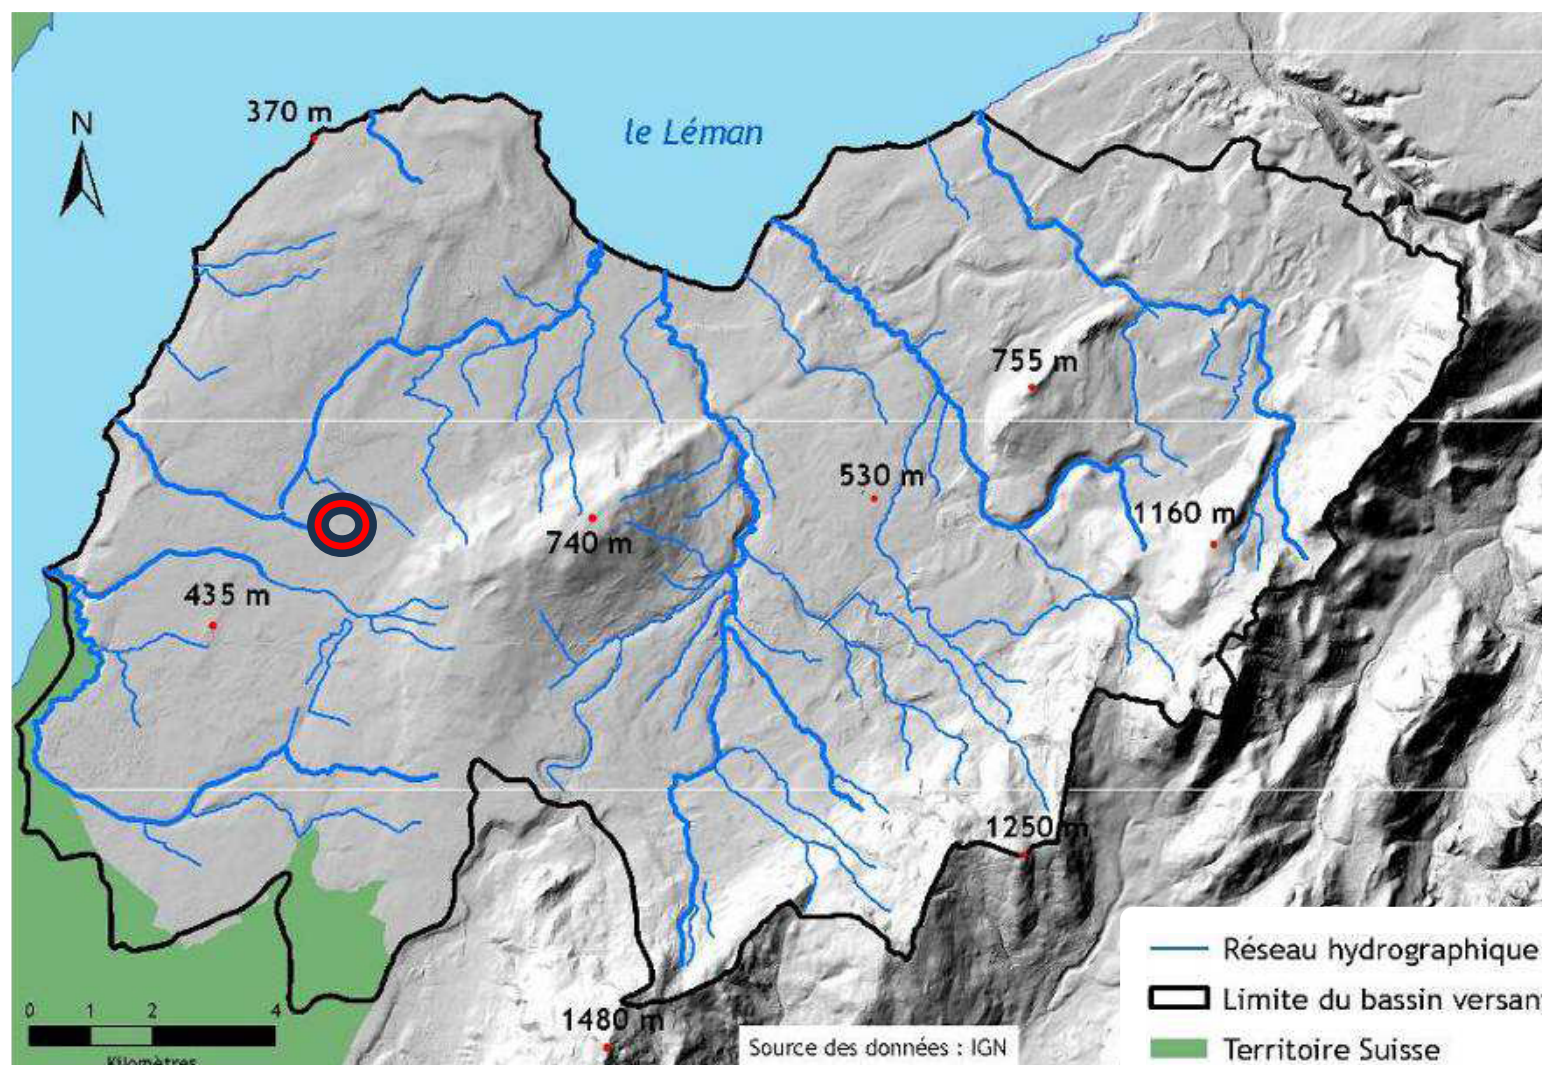 370 m
N
le Léman
755 m
530 m
1160 m
740 m
435 m
1250 m
Réseau hydrographique
Limite du bassin versan
0 1 2 4
1480 m
Source des données : IGN
Territoire Suisse
Kilomètres